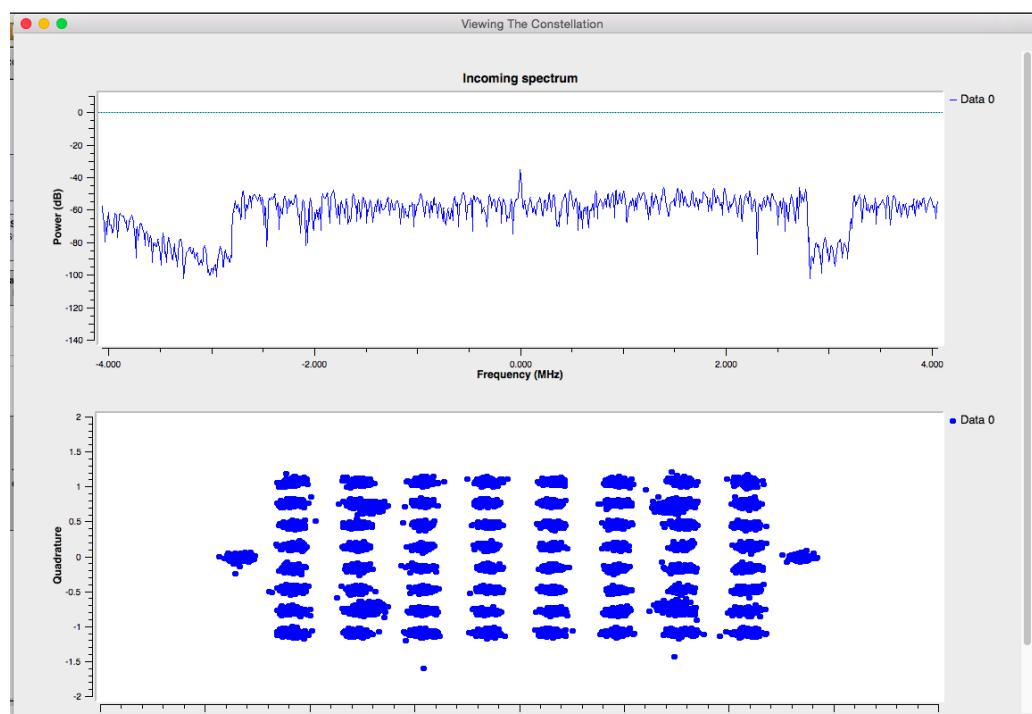 Viewing The Constellation
Incoming spectrum
Data 0
Power (dB)
0
-20
-40
-60
-80
-100
-120
-140
-4.000 -2.000 0.000 2.000 4.000
Frequency (MHz)
Data 0
Quadrature
2
1.5
1
0.5
0
-0.5
-1
-1.5
-2